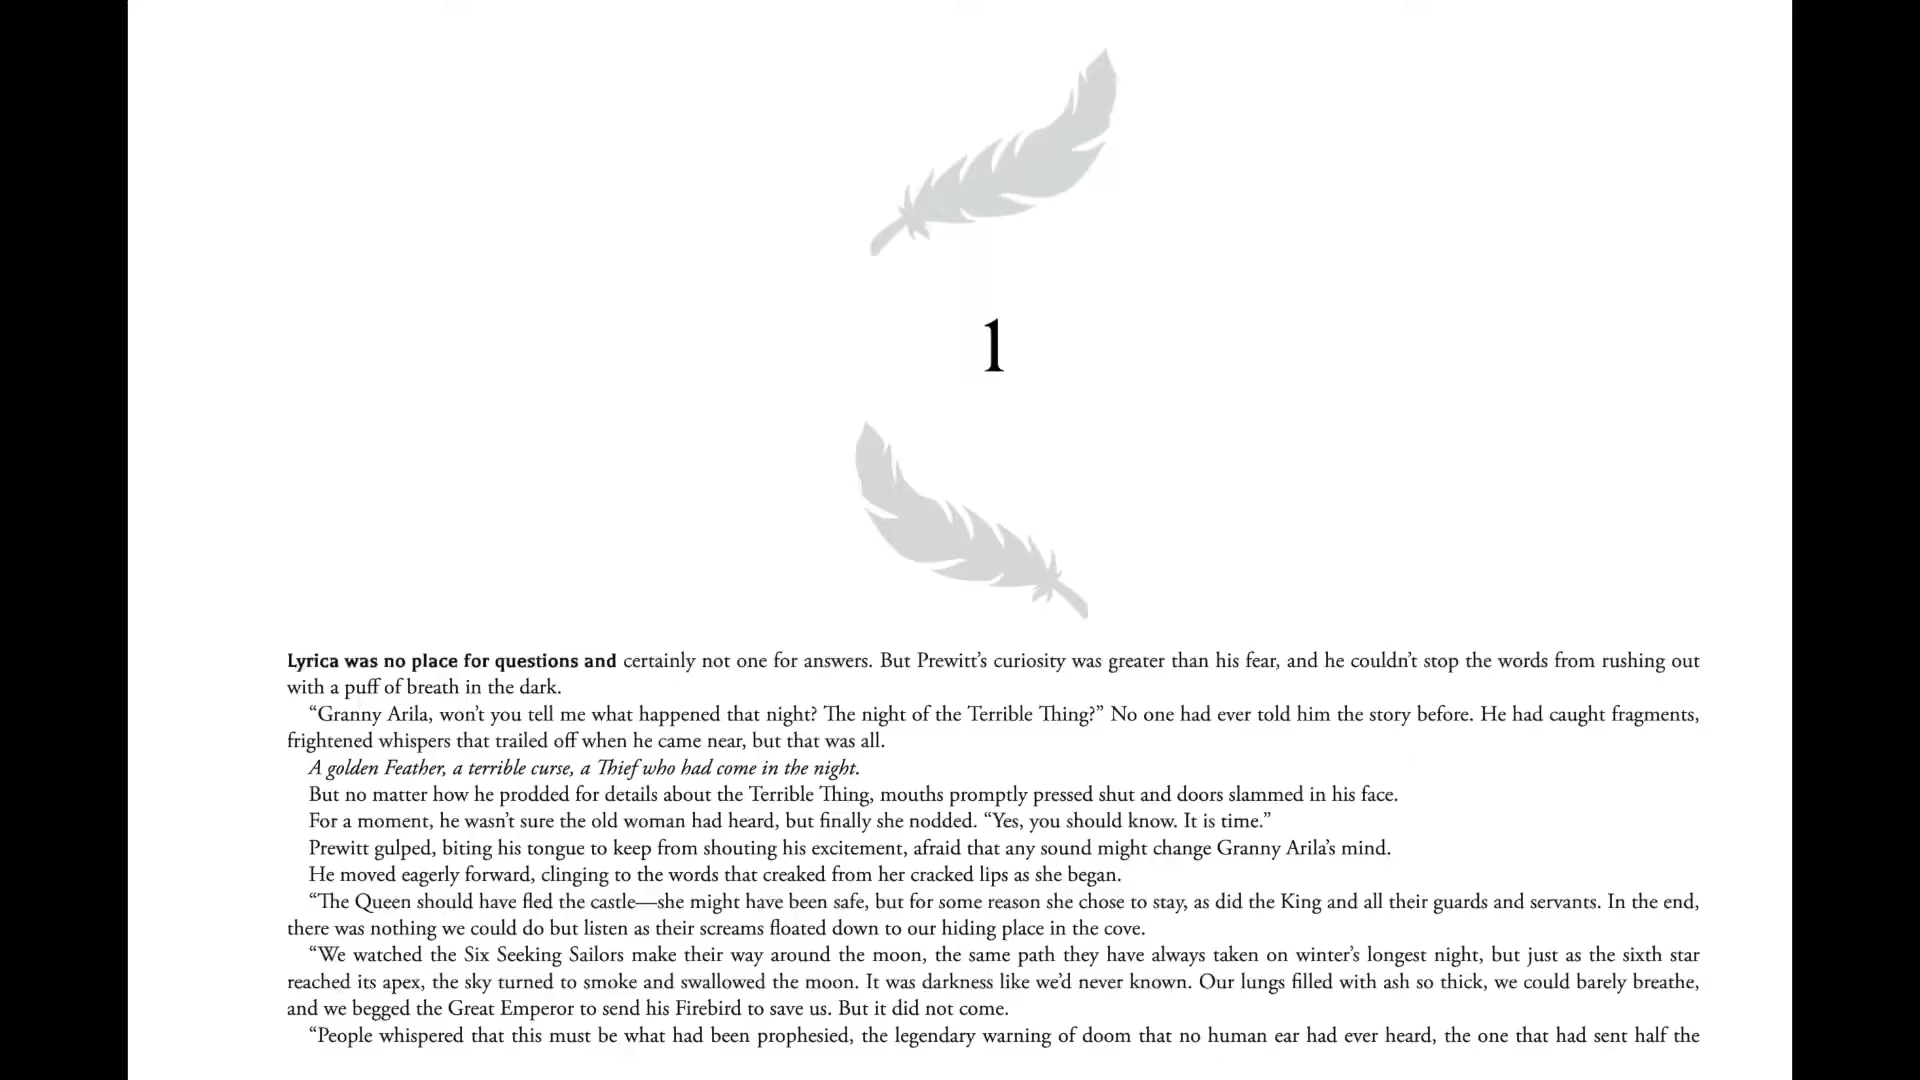 1
Lyrica was no place for questions and certainly not one for answers. But Prewitt’s curiosity was greater than his fear, and he couldn’t stop the words from rushing out
with a puff of breath in the dark.
“Granny Arila, won’t you tell me what happened that night? The night of the Terrible Thing?” No one had ever told him the story before. He had caught fragments,
frightened whispers that trailed off when he came near, but that was all.
A golden Feather, a terrible curse, a Thief who had come in the night.
But no matter how he prodded for details about the Terrible Thing, mouths promptly pressed shut and doors slammed in his face.
For a moment, he wasn’t sure the old woman had heard, but finally she nodded. “Yes, you should know. It is time.”
Prewitt gulped, biting his tongue to keep from shouting his excitement, afraid that any sound might change Granny Arila’s mind.
He moved eagerly forward, clinging to the words that creaked from her cracked lips as she began.
“The Queen should have fled the castle—she might have been safe, but for some reason she chose to stay, as did the King and all their guards and servants. In the end,
there was nothing we could do but listen as their screams floated down to our hiding place in the cove.
“We watched the Six Seeking Sailors make their way around the moon, the same path they have always taken on winter’s longest night, but just as the sixth star
reached its apex, the sky turned to smoke and swallowed the moon. It was darkness like we’d never known. Our lungs filled with ash so thick, we could barely breathe,
and we begged the Great Emperor to send his Firebird to save us. But it did not come.
“People whispered that this must be what had been prophesied, the legendary warning of doom that no human ear had ever heard, the one that had sent half the